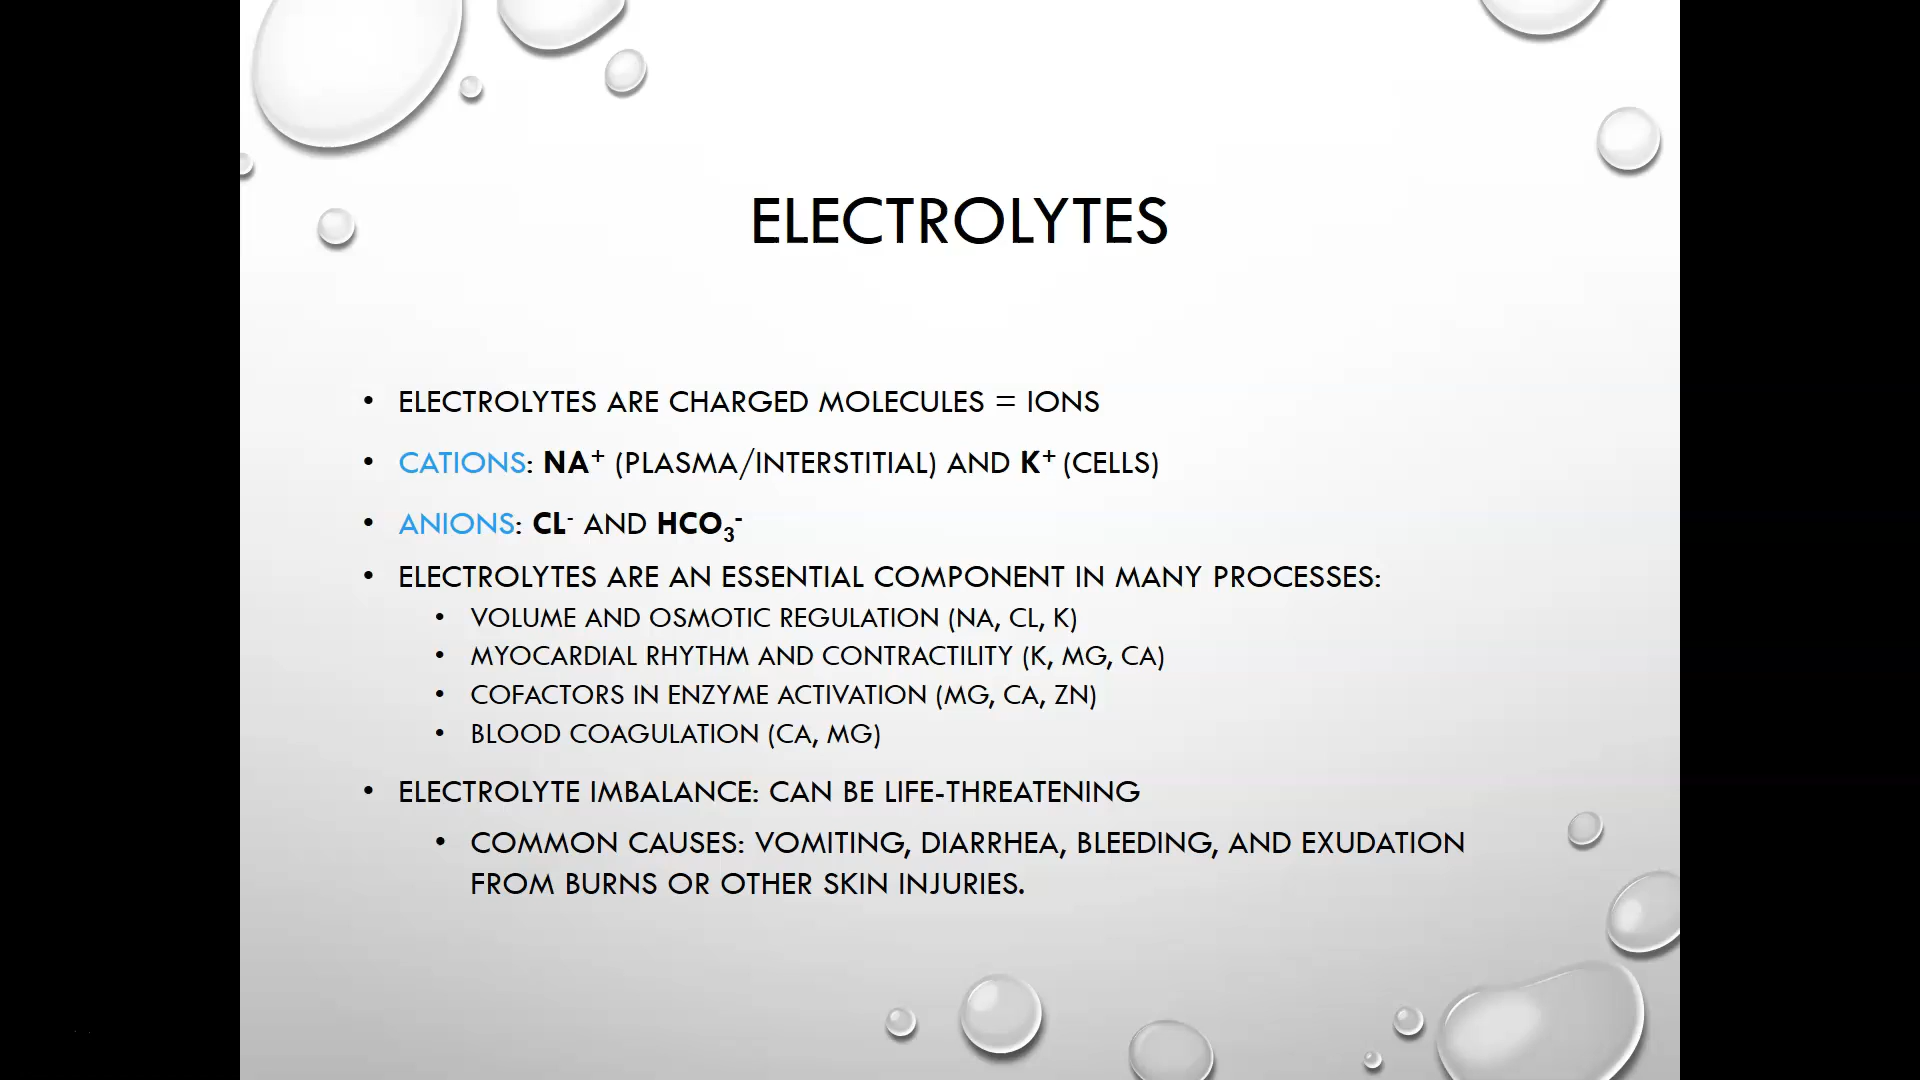 ELECTROLYTES
• ELECTROLYTES ARE CHARGED MOLECULES = IONS
• CATIONS: NA⁺ (PLASMA/INTERSTITIAL) AND K⁺ (CELLS)
• ANIONS: CL⁻ AND HCO₃⁻
• ELECTROLYTES ARE AN ESSENTIAL COMPONENT IN MANY PROCESSES:
• VOLUME AND OSMOTIC REGULATION (NA, CL, K)
• MYOCARDIAL RHYTHM AND CONTRACTILITY (K, MG, CA)
• COFACTORS IN ENZYME ACTIVATION (MG, CA, ZN)
• BLOOD COAGULATION (CA, MG)
• ELECTROLYTE IMBALANCE: CAN BE LIFE-THREATENING
• COMMON CAUSES: VOMITING, DIARRHEA, BLEEDING, AND EXUDATION
FROM BURNS OR OTHER SKIN INJURIES.